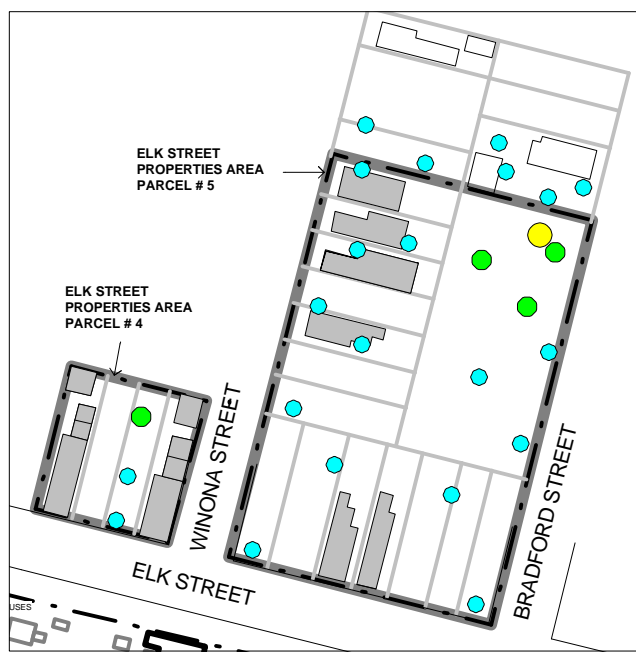 ELK STREET
PROPERTIES AREA
PARCEL # 5
ELK STREET
PROPERTIES AREA
PARCEL # 4
WINONA STREET
BRADFORD STREET
ELK STREET
USES